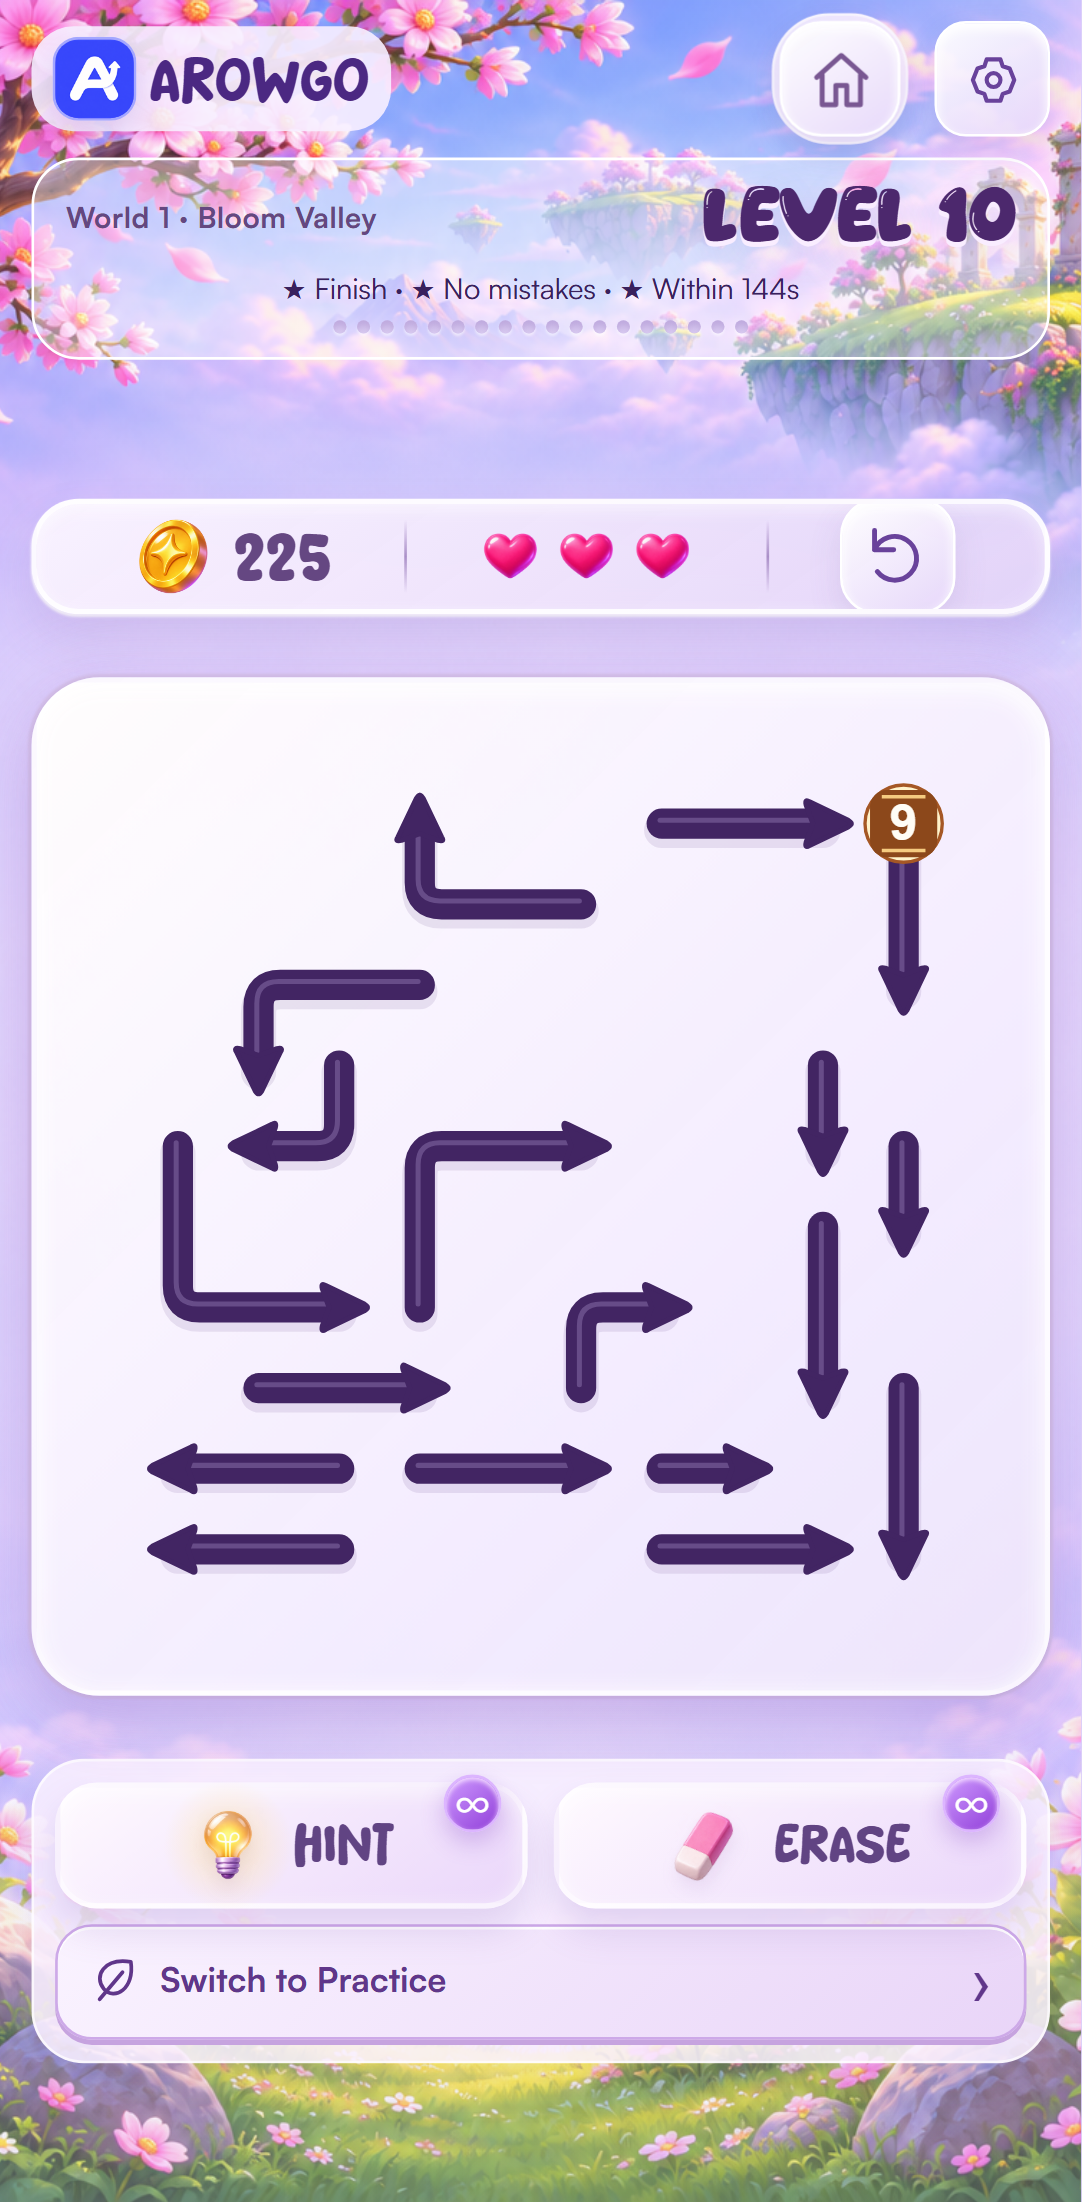 AROWGO
World 1 • Bloom Valley
LEVEL 10
★ Finish • ★ No mistakes • ★ Within 144s
225
9
HINT
∞
ERASE
∞
Switch to Practice